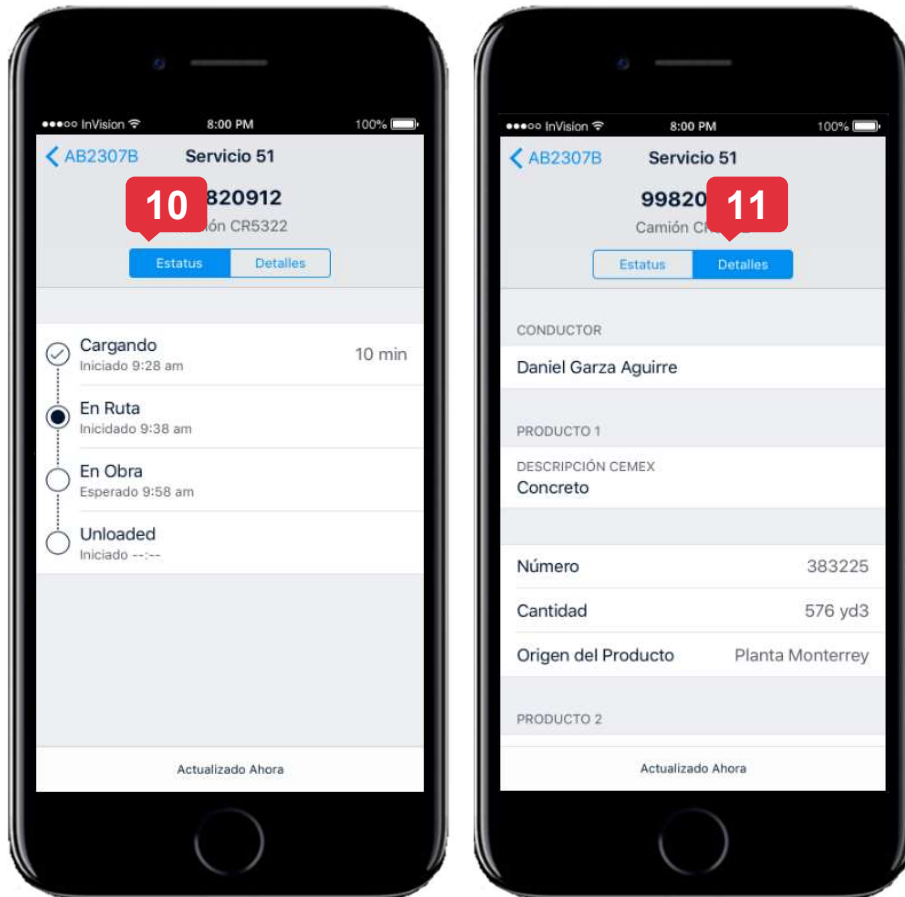 InVision 8:00 PM 100%
AB2307B Servicio 51
10 820912
CR5322
Estatus Detalles
Cargando 10 min
Iniciado 9:28 am
En Ruta
Inicidado 9:38 am
En Obra
Esperado 9:58 am
Unloaded
Iniciado --:--
Actualizado Ahora
InVision 8:00 PM 100%
AB2307B Servicio 51
99820 11
Camión
Estatus Detalles
CONDUCTOR
Daniel Garza Aguirre
PRODUCTO 1
DESCRIPCIÓN CEMEX
Concreto
Número 383225
Cantidad 576 yd3
Origen del Producto Planta Monterrey
PRODUCTO 2
Actualizado Ahora